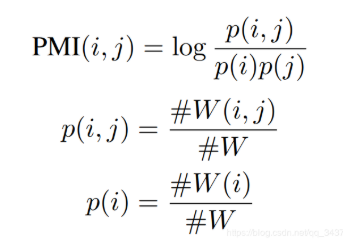 PMI(i, j) = log p(i, j) / p(i)p(j)
p(i, j) = #W(i, j) / #W
p(i) = #W(i) / #W